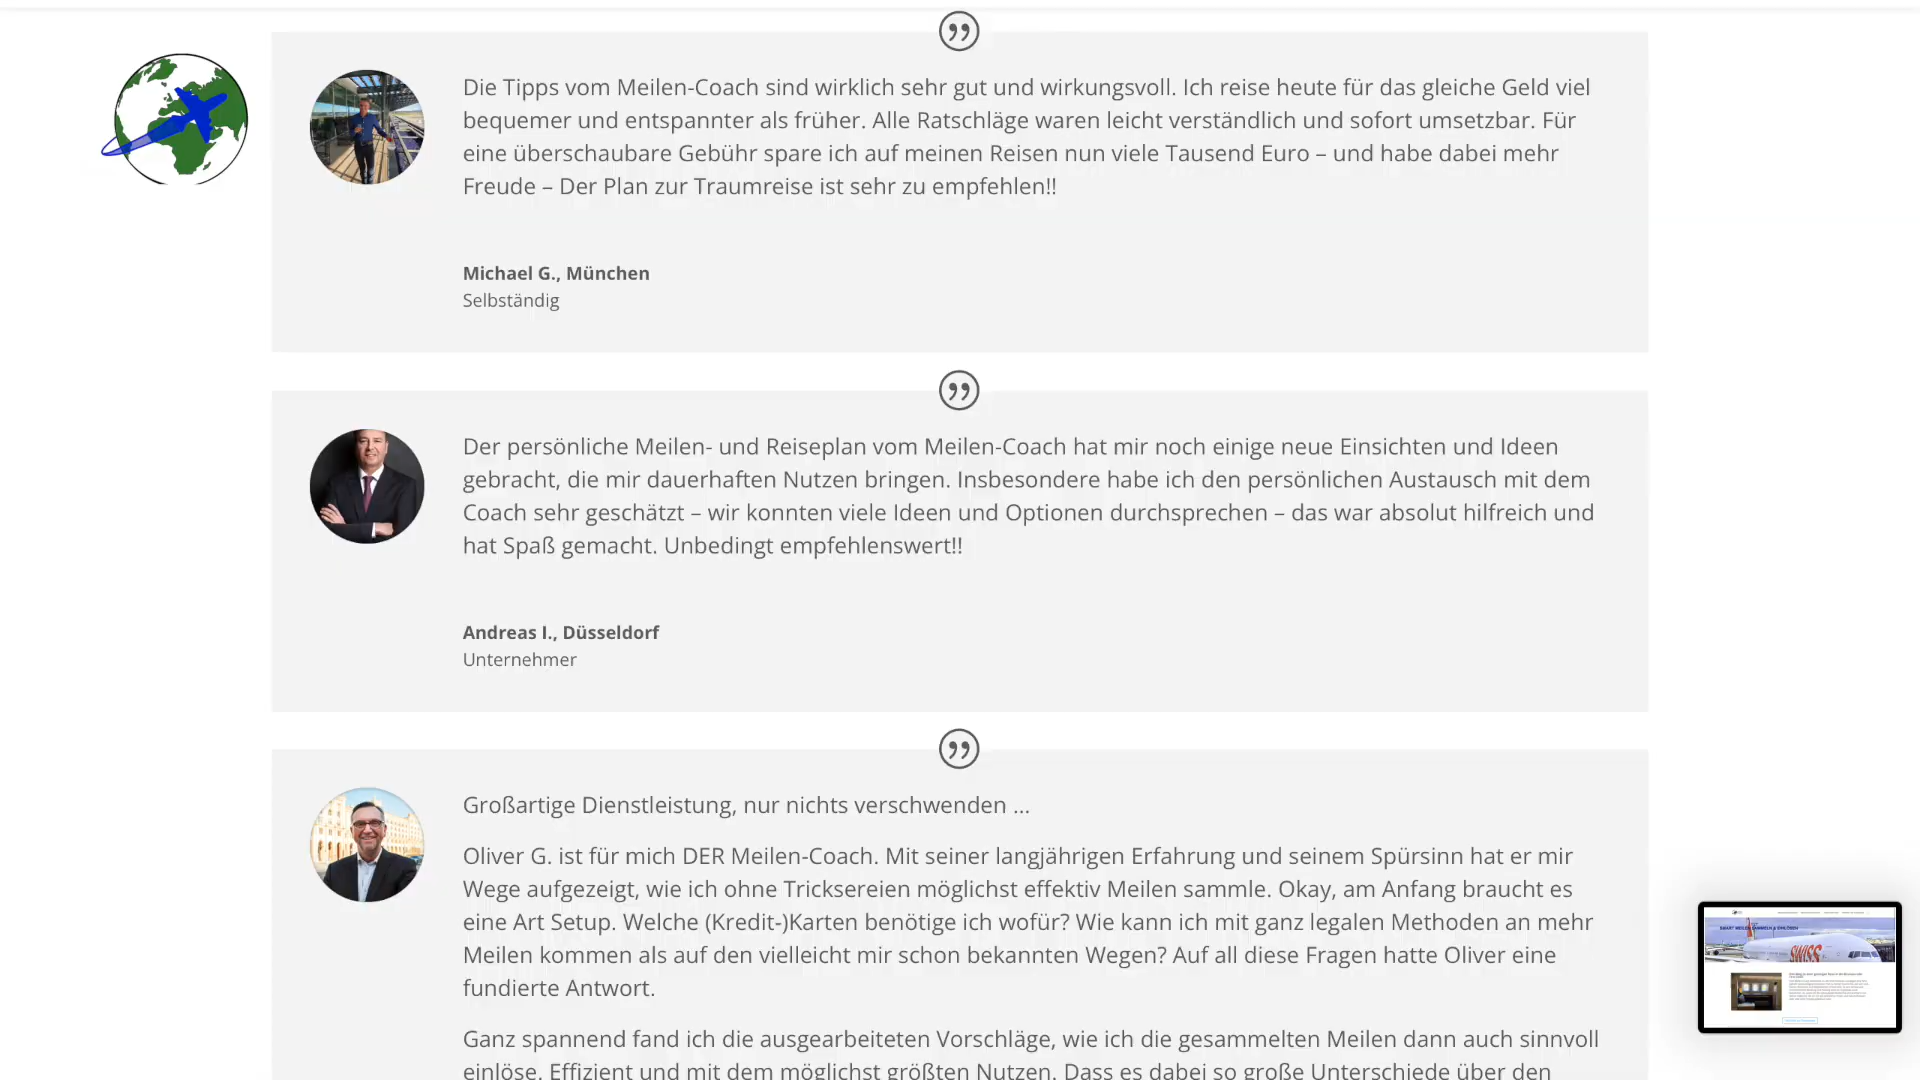 Die Tipps vom Meilen-Coach sind wirklich sehr gut und wirkungsvoll. Ich reise heute für das gleiche Geld viel
bequemer und entspannter als früher. Alle Ratschläge waren leicht verständlich und sofort umsetzbar. Für
eine überschaubare Gebühr spare ich auf meinen Reisen nun viele Tausend Euro – und habe dabei mehr
Freude – Der Plan zur Traumreise ist sehr zu empfehlen!!
Michael G., München
Selbständig
Der persönliche Meilen- und Reiseplan vom Meilen-Coach hat mir noch einige neue Einsichten und Ideen
gebracht, die mir dauerhaften Nutzen bringen. Insbesondere habe ich den persönlichen Austausch mit dem
Coach sehr geschätzt – wir konnten viele Ideen und Optionen durchsprechen – das war absolut hilfreich und
hat Spaß gemacht. Unbedingt empfehlenswert!!
Andreas I., Düsseldorf
Unternehmer
Großartige Dienstleistung, nur nichts verschwenden ...
Oliver G. ist für mich DER Meilen-Coach. Mit seiner langjährigen Erfahrung und seinem Spürsinn hat er mir
Wege aufgezeigt, wie ich ohne Tricksereien möglichst effektiv Meilen sammle. Okay, am Anfang braucht es
eine Art Setup. Welche (Kredit-)Karten benötige ich wofür? Wie kann ich mit ganz legalen Methoden an mehr
Meilen kommen als auf den vielleicht mir schon bekannten Wegen? Auf all diese Fragen hatte Oliver eine
fundierte Antwort.
Ganz spannend fand ich die ausgearbeiteten Vorschläge, wie ich die gesammelten Meilen dann auch sinnvoll
einlöse. Effizient und mit dem möglichst größten Nutzen. Dass es dabei so große Unterschiede über den
SMART MEILEN SAMMELN & EINLÖSEN
SWISS